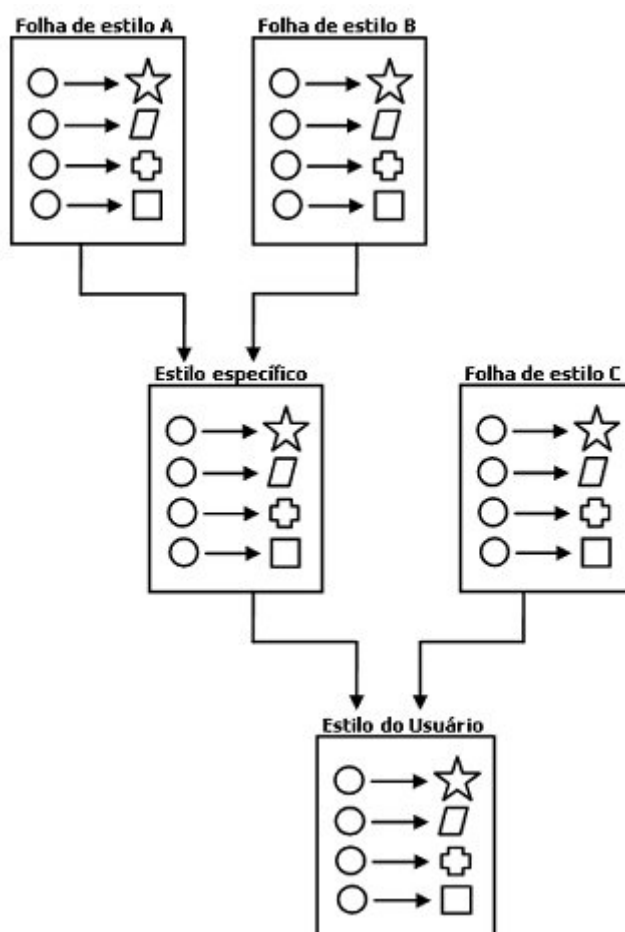 Folha de estilo A
Folha de estilo B
Estilo específico
Folha de estilo C
Estilo do Usuário